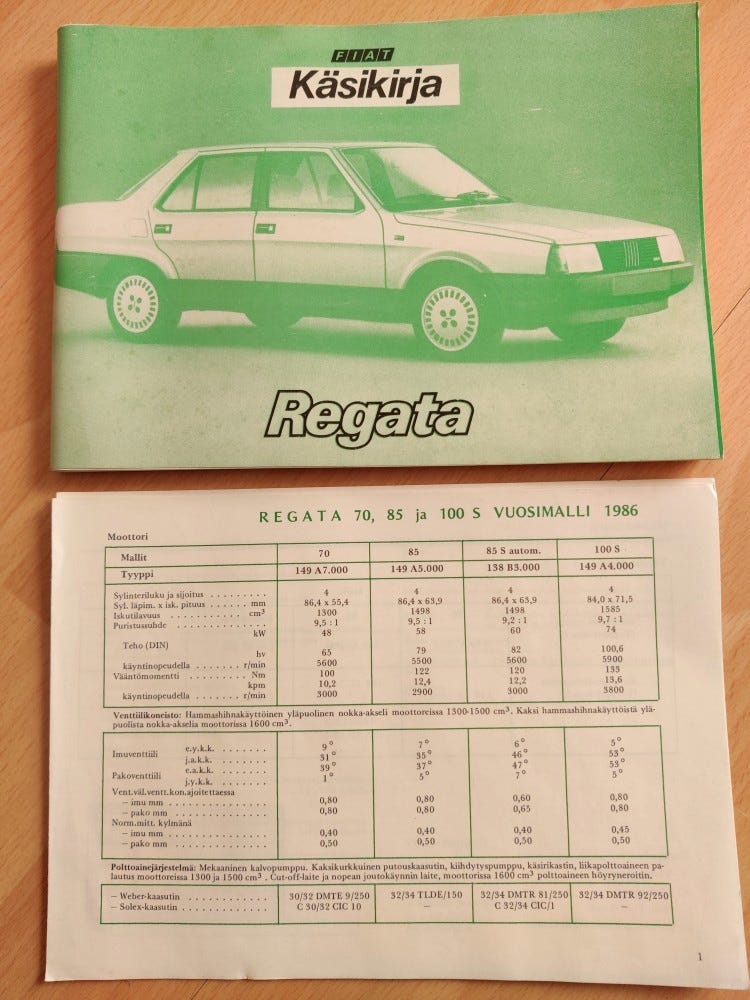 FIAT
Käsikirja
Regata
REGATA 70, 85 ja 100 S VUOSIMALLI 1986
Moottori
Mallit 70 85 85 S autom. 100 S
Tyyppi 149 A7.000 149 A5.000 138 B3.000 149 A4.000
Sylinteriluku ja sijoitus . . . . . . . 4 4 4 4
Syl. läpim. x isk. pituus . . . . . . . mm 86,4 x 55,4 86,4 x 63,9 86,4 x 63,9 84,0 x 71,5
Iskutilavuus . . . . . . . . . . . cm³ 1300 1498 1498 1585
Puristussuhde . . . . . . . . . . . 9,5 : 1 9,5 : 1 9,2 : 1 9,7 : 1
kW 48 58 60 74
Teho (DIN)
hv 65 79 82 100,6
käyntinopeudella . . . . . . . . r/min 5600 5500 5600 5900
Vääntömomentti . . . . . . . . . Nm 100 122 120 133
kpm 10,2 12,4 12,2 13,6
käyntinopeudella . . . . . . . . r/min 3000 2900 3000 3800
Venttiilikoneisto: Hammashihnakäyttöinen yläpuolinen nokka-akseli moottoreissa 1300-1500 cm³. Kaksi hammashihnakäyttöistä ylä-
puolista nokka-akselia moottorissa 1600 cm³.
e.y.k.k. . . . . . . . 9° 7° 6° 5°
Imuventtiili
j.a.k.k. . . . . . . . 31° 35° 46° 53°
e.a.k.k. . . . . . . . 39° 37° 47° 53°
Pakoventtiili
j.y.k.k. . . . . . . . 1° 5° 7° 5°
Vent.väl.ventt.kon.ajoitettaessa
– imu mm . . . . . . . . . . . . 0,80 0,80 0,60 0,80
– pako mm . . . . . . . . . . . . 0,80 0,80 0,65 0,80
Norm.mitt. kylmänä
– imu mm . . . . . . . . . . . . 0,40 0,40 0,40 0,45
– pako mm . . . . . . . . . . . . 0,50 0,50 0,50 0,50
Polttoainejärjestelmä: Mekaaninen kalvopumppu. Kaksikurkkuinen putouskaasutin, kiihdytyspumppu, käsirikastin, liikapolttoaineen pa-
lautus moottoreissa 1300 ja 1500 cm³. Cut-off-laite ja nopean joutokäynnin laite, moottorissa 1600 cm³ polttoaineen höyryneroitin.
– Weber-kaasutin . . . . . . . . . . 30/32 DMTE 9/250 32/34 TLDE/150 32/34 DMTR 81/250 32/34 DMTR 92/250
– Solex-kaasutin . . . . . . . . . . C 30/32 CIC 10 – C 32/34 CIC/1 –
1